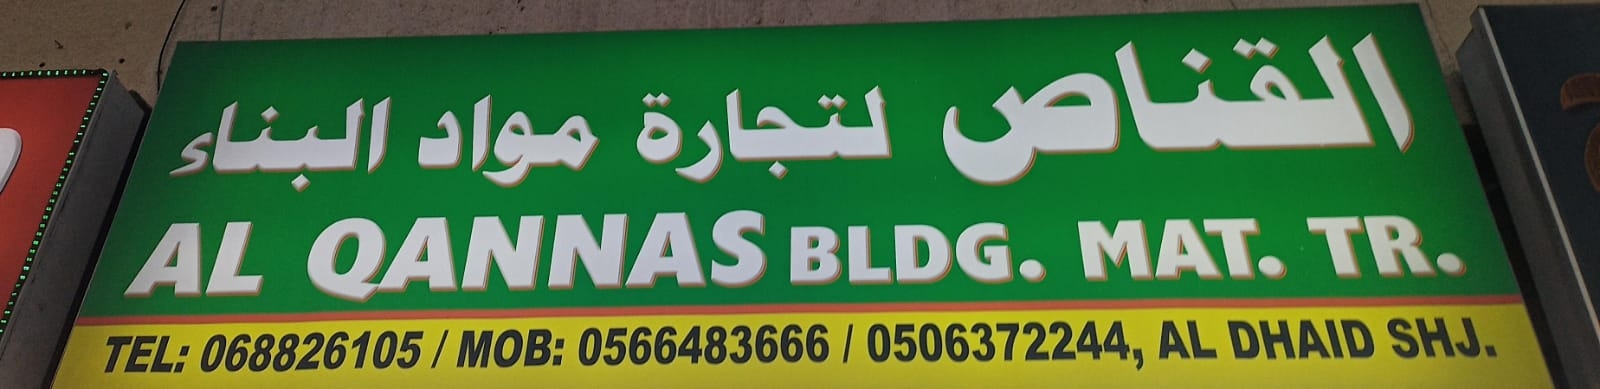 القناص لتجارة مواد البناء
AL QANNAS BLDG. MAT. TR.
TEL: 068826105 / MOB: 0566483666 / 0506372244, AL DHAID SHJ.